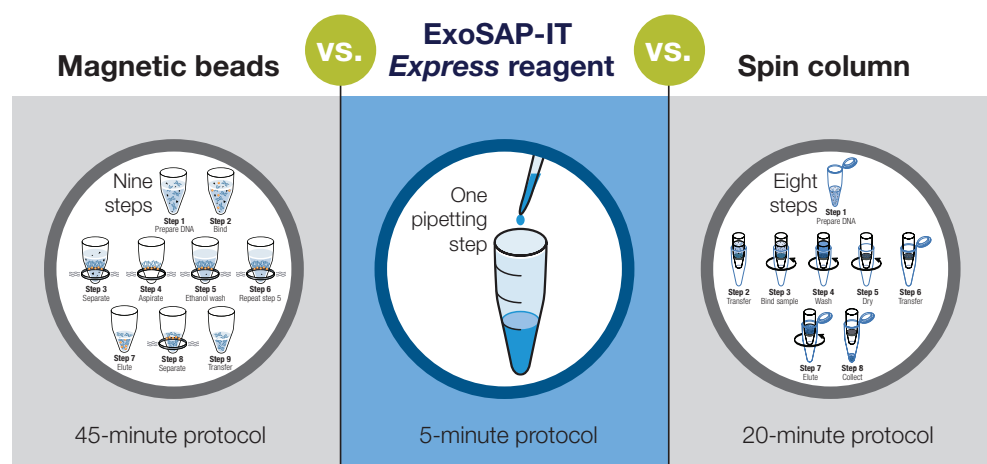 Magnetic beads
vs.
ExoSAP-IT
Express reagent
vs.
Spin column
Nine
steps
Step 1
Prepare DNA
Step 2
Bind
Step 3
Separate
Step 4
Aspirate
Step 5
Ethanol wash
Step 6
Repeat step 5
Step 7
Elute
Step 8
Separate
Step 9
Transfer
45-minute protocol
One
pipetting
step
5-minute protocol
Eight
steps
Step 1
Prepare DNA
Step 2
Transfer
Step 3
Bind sample
Step 4
Wash
Step 5
Dry
Step 6
Transfer
Step 7
Elute
Step 8
Collect
20-minute protocol